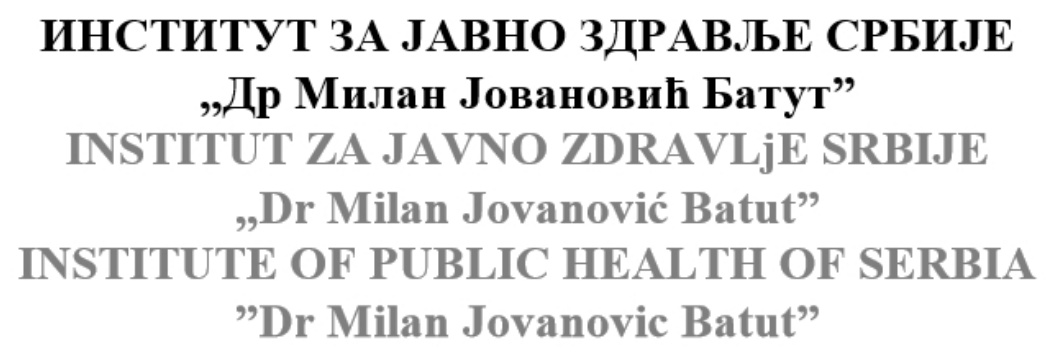 ИНСТИТУТ ЗА ЈАВНО ЗДРАВЉЕ СРБИЈЕ
„Др Милан Јовановић Батут”
INSTITUT ZA JAVNO ZDRAVLjE SRBIJE
„Dr Milan Jovanović Batut”
INSTITUTE OF PUBLIC HEALTH OF SERBIA
”Dr Milan Jovanovic Batut”